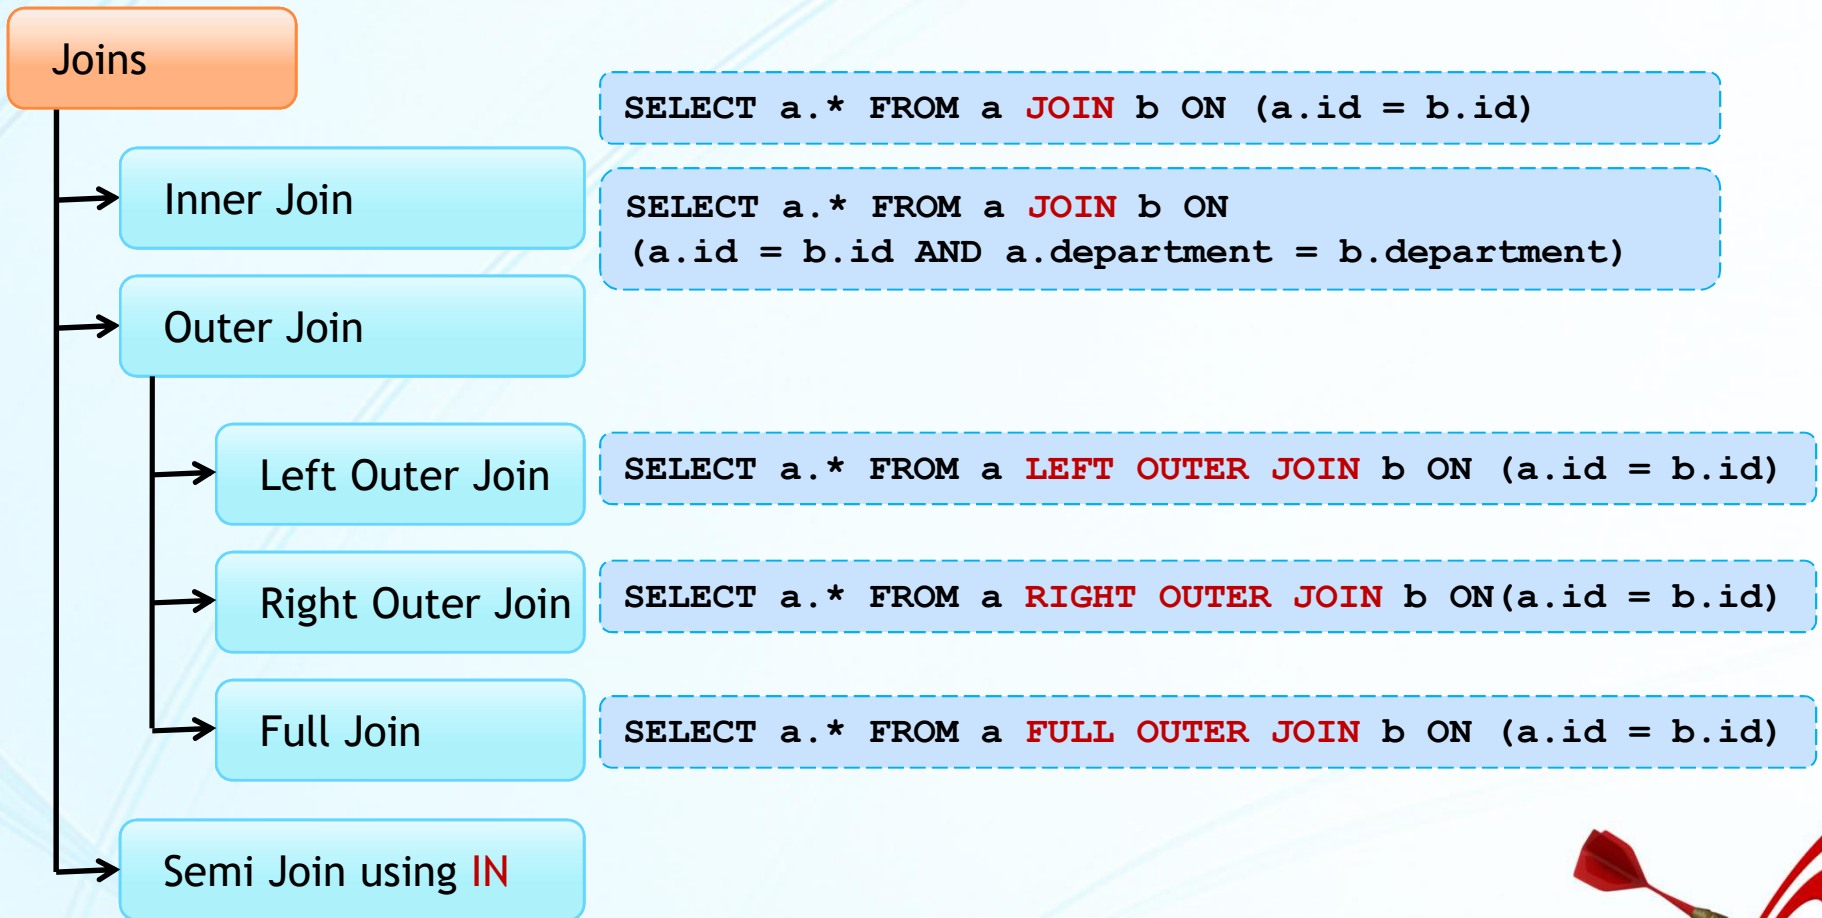 Joins
SELECT a.* FROM a JOIN b ON (a.id = b.id)
Inner Join
SELECT a.* FROM a JOIN b ON
(a.id = b.id AND a.department = b.department)
Outer Join
Left Outer Join
SELECT a.* FROM a LEFT OUTER JOIN b ON (a.id = b.id)
Right Outer Join
SELECT a.* FROM a RIGHT OUTER JOIN b ON(a.id = b.id)
Full Join
SELECT a.* FROM a FULL OUTER JOIN b ON (a.id = b.id)
Semi Join using IN